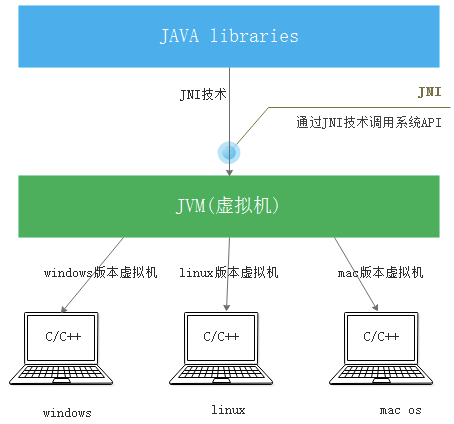 JAVA libraries
JNI技术
JNI
通过JNI技术调用系统API
JVM(虚拟机)
windows版本虚拟机
linux版本虚拟机
mac版本虚拟机
C/C++
C/C++
C/C++
windows
linux
mac os